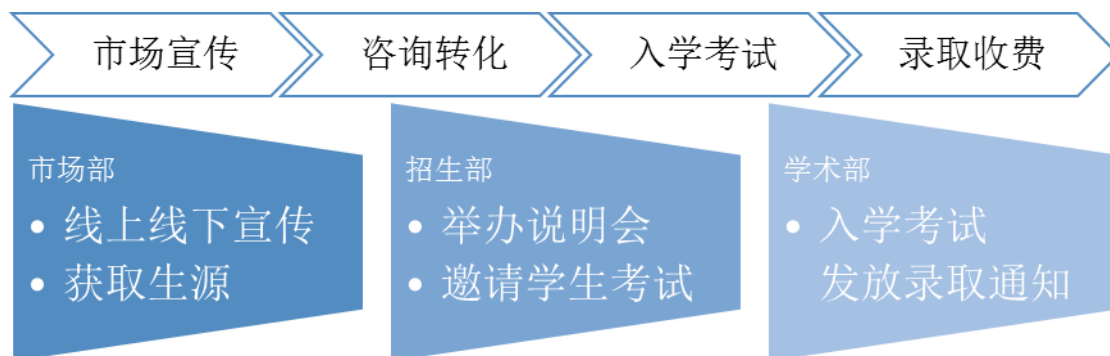 市场宣传 咨询转化 入学考试 录取收费
市场部
• 线上线下宣传
• 获取生源
招生部
• 举办说明会
• 邀请学生考试
学术部
• 入学考试
发放录取通知